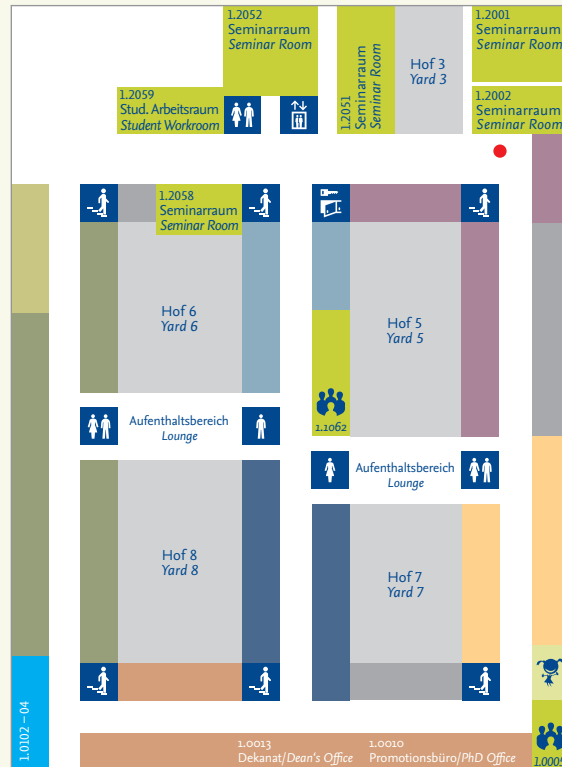 1.2052
Seminarraum
Seminar Room
1.2051
Seminarraum
Seminar Room
Hof 3
Yard 3
1.2001
Seminarraum
Seminar Room
1.2059
Stud. Arbeitsraum
Student Workroom
1.2002
Seminarraum
Seminar Room
1.2058
Seminarraum
Seminar Room
Hof 6
Yard 6
Hof 5
Yard 5
1.1062
Aufenthaltsbereich
Lounge
Aufenthaltsbereich
Lounge
Hof 8
Yard 8
Hof 7
Yard 7
1.0102 – 04
1.0013
Dekanat/Dean's Office
1.0010
Promotionsbüro/PhD Office
1.0005